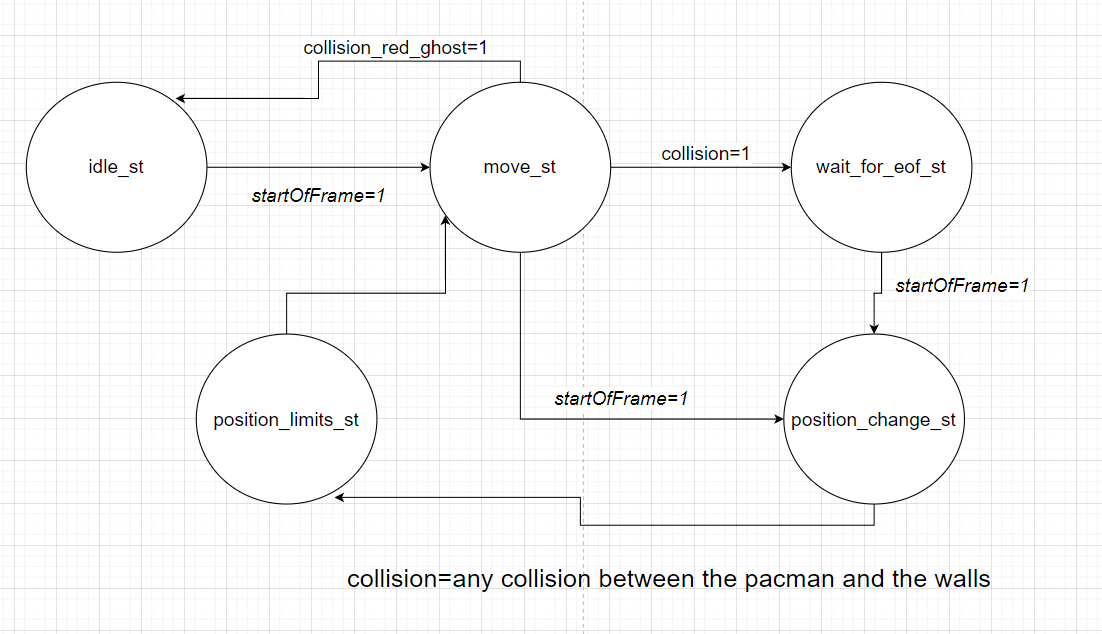 collision_red_ghost=1
idle_st
move_st
collision=1
wait_for_eof_st
startOfFrame=1
startOfFrame=1
startOfFrame=1
position_limits_st
position_change_st
collision=any collision between the pacman and the walls